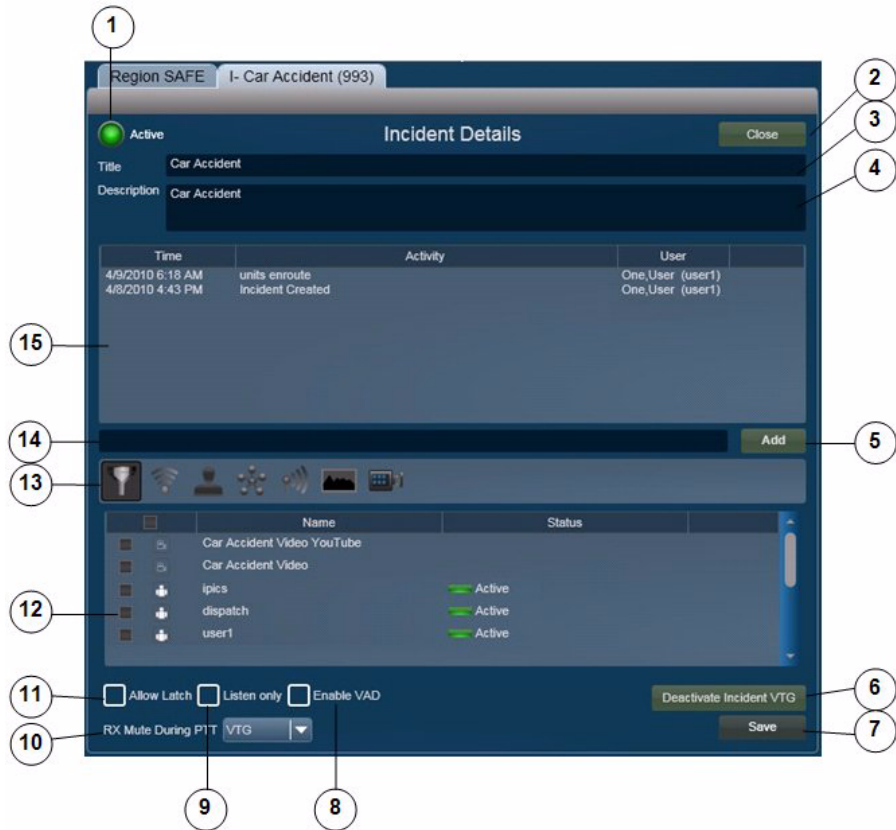 1
Region SAFE I- Car Accident (993)
2
Active Incident Details Close
3
Title Car Accident
4
Description Car Accident
Time Activity User
4/9/2010 6:18 AM units enroute One,User (user1)
4/8/2010 4:43 PM Incident Created One,User (user1)
15
14 Add 5
13
Name Status
Car Accident Video YouTube
Car Accident Video
ipics Active
12 dispatch Active
user1 Active
11 Allow Latch Listen only Enable VAD Deactivate Incident VTG 6
10 RX Mute During PTT VTG Save 7
9 8